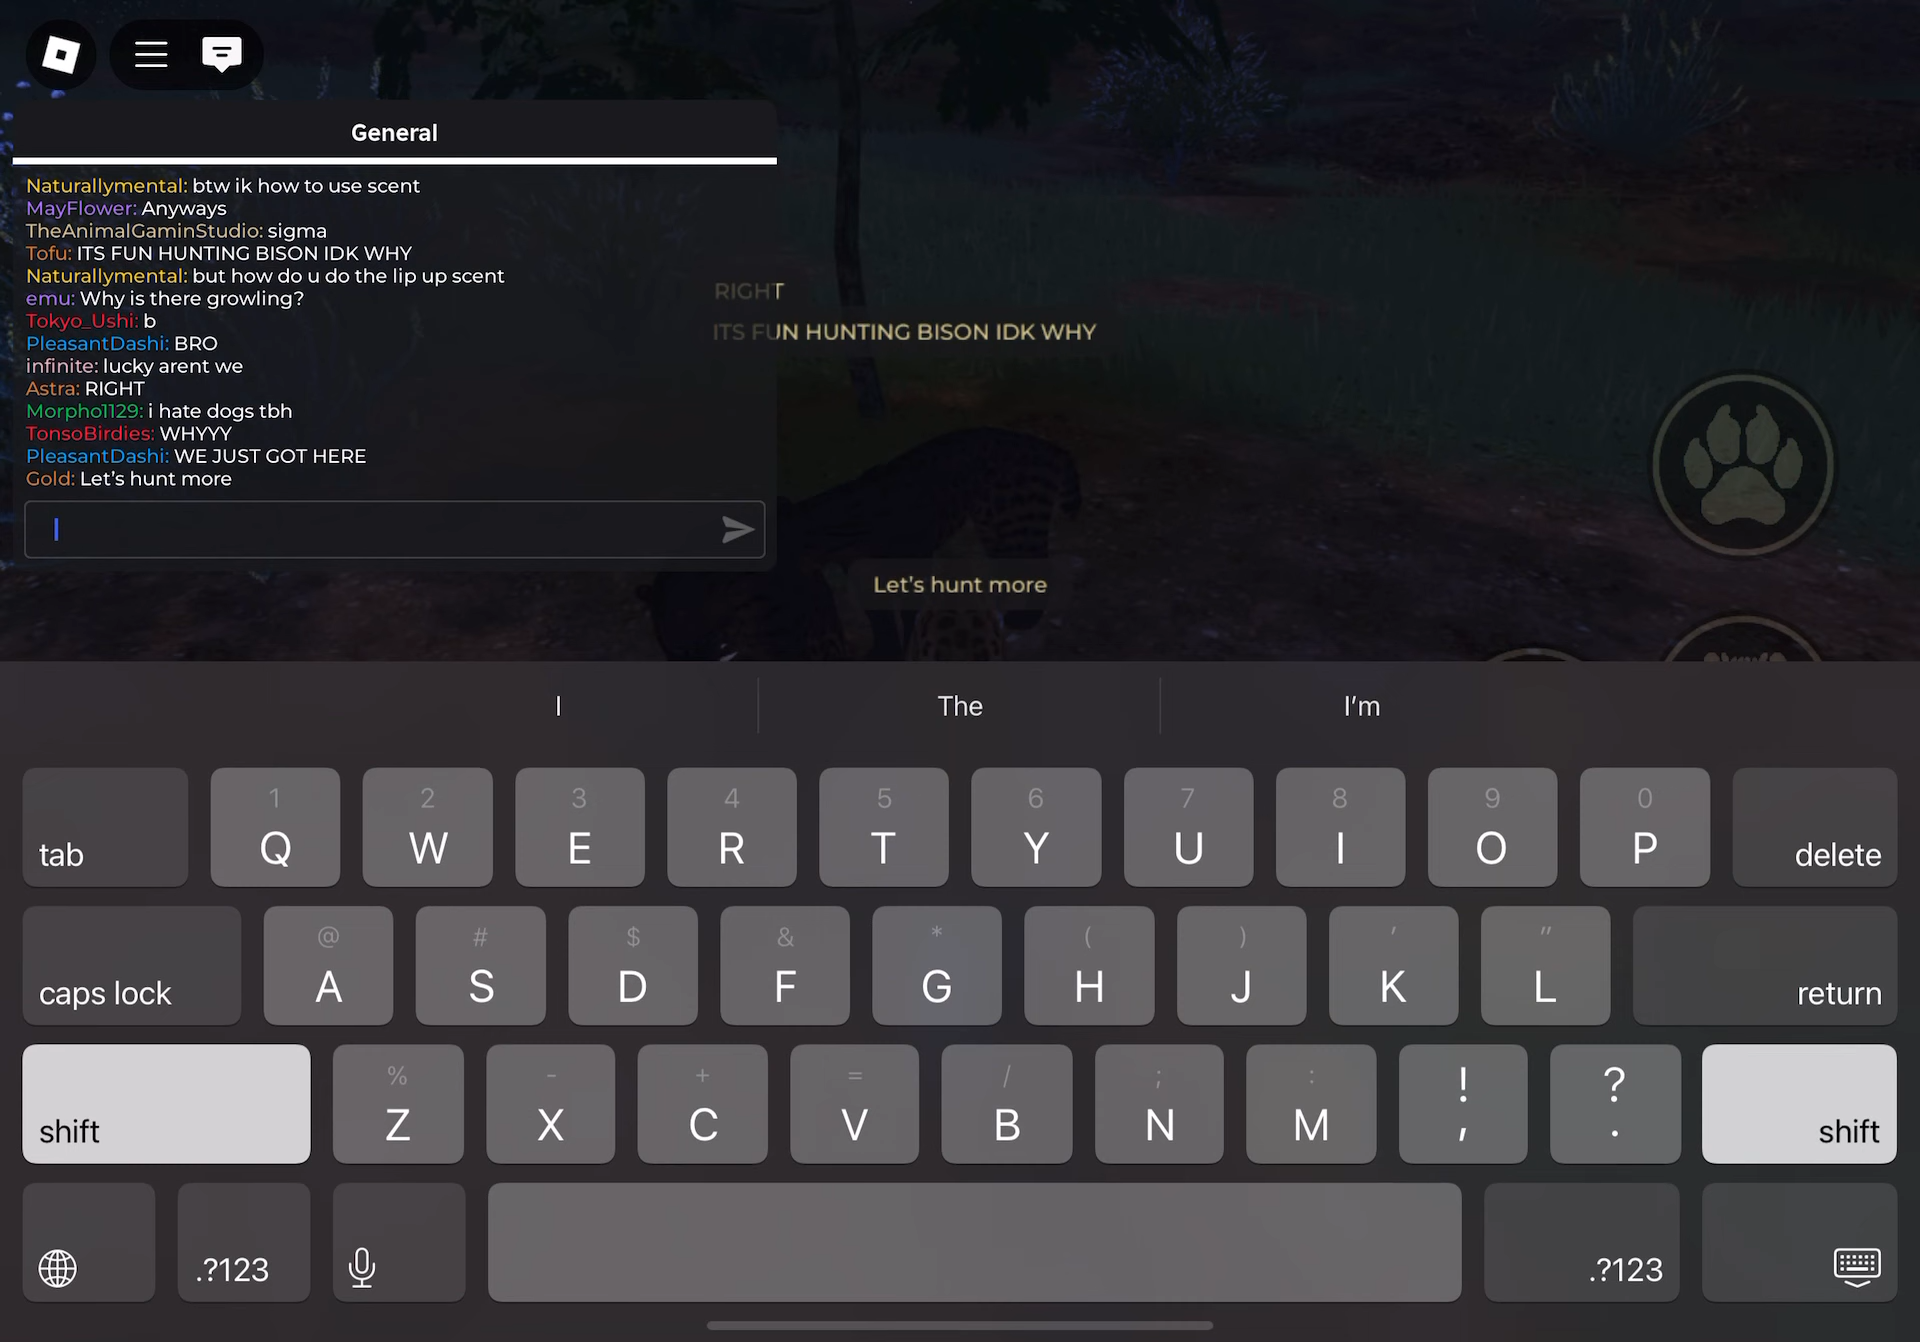 General
Naturallymental: btw ik how to use scent
MayFlower: Anyways
TheAnimalGaminStudio: sigma
Tofu: ITS FUN HUNTING BISON IDK WHY
Naturallymental: but how do u do the lip up scent
emu: Why is there growling?
Tokyo_Ushi: b
PleasantDashi: BRO
infinite: lucky arent we
Astra: RIGHT
Morpho1129: i hate dogs tbh
TonsoBirdies: WHYYY
PleasantDashi: WE JUST GOT HERE
Gold: Let’s hunt more
RIGHT
ITS FUN HUNTING BISON IDK WHY
Let’s hunt more
I The I’m
1 2 3 4 5 6 7 8 9 0
tab Q W E R T Y U I O P delete
@ # $ & * ( ) ' "
caps lock A S D F G H J K L return
% - + = / ; : ! ?
shift Z X C V B N M , . shift
.?123 .?123